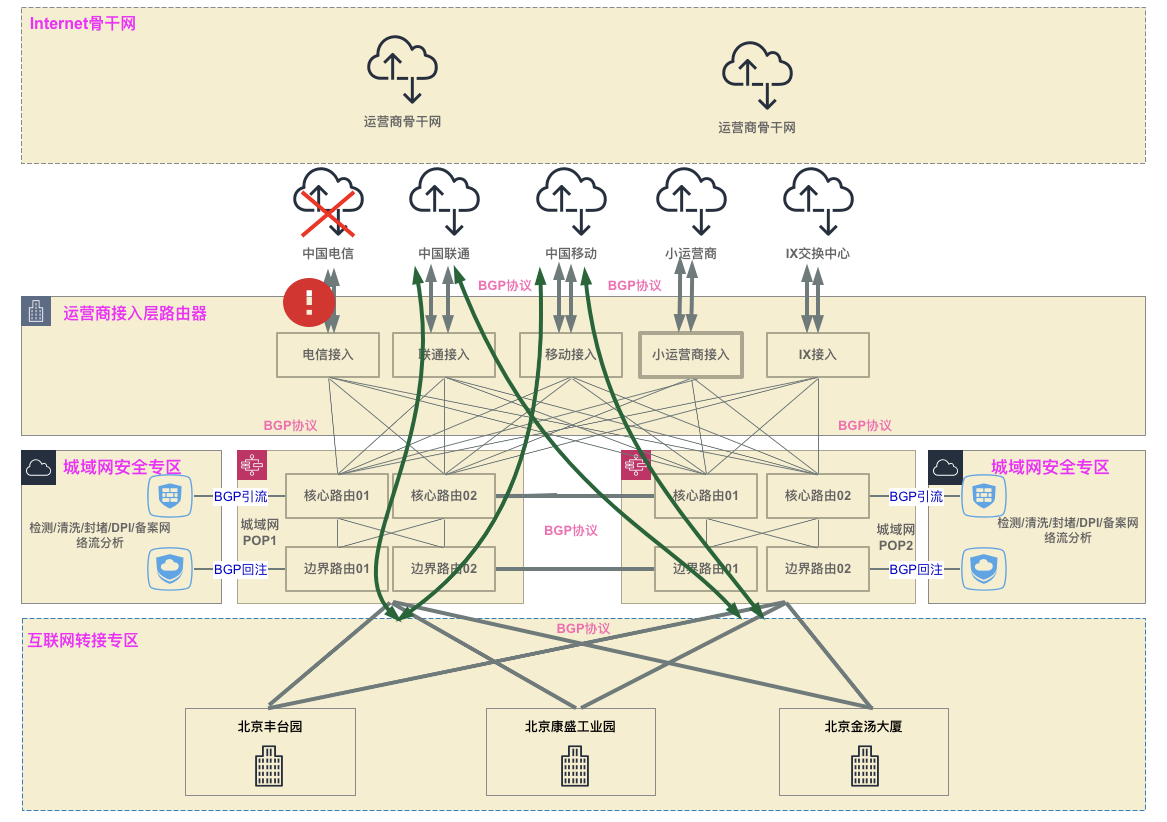 Internet骨干网
运营商骨干网
运营商骨干网
中国电信
中国联通
中国移动
小运营商
IX交换中心
BGP协议
BGP协议
运营商接入层路由器
电信接入
联通接入
移动接入
小运营商接入
IX接入
BGP协议
BGP协议
城域网安全专区
BGP引流
检测/清洗/封堵/DPI/备案网
络流分析
BGP回注
核心路由01
核心路由02
城域网
POP1
边界路由01
边界路由02
BGP协议
核心路由01
核心路由02
城域网
POP2
边界路由01
边界路由02
城域网安全专区
BGP引流
检测/清洗/封堵/DPI/备案网
络流分析
BGP回注
BGP协议
互联网转接专区
北京丰台园
北京康盛工业园
北京金汤大厦